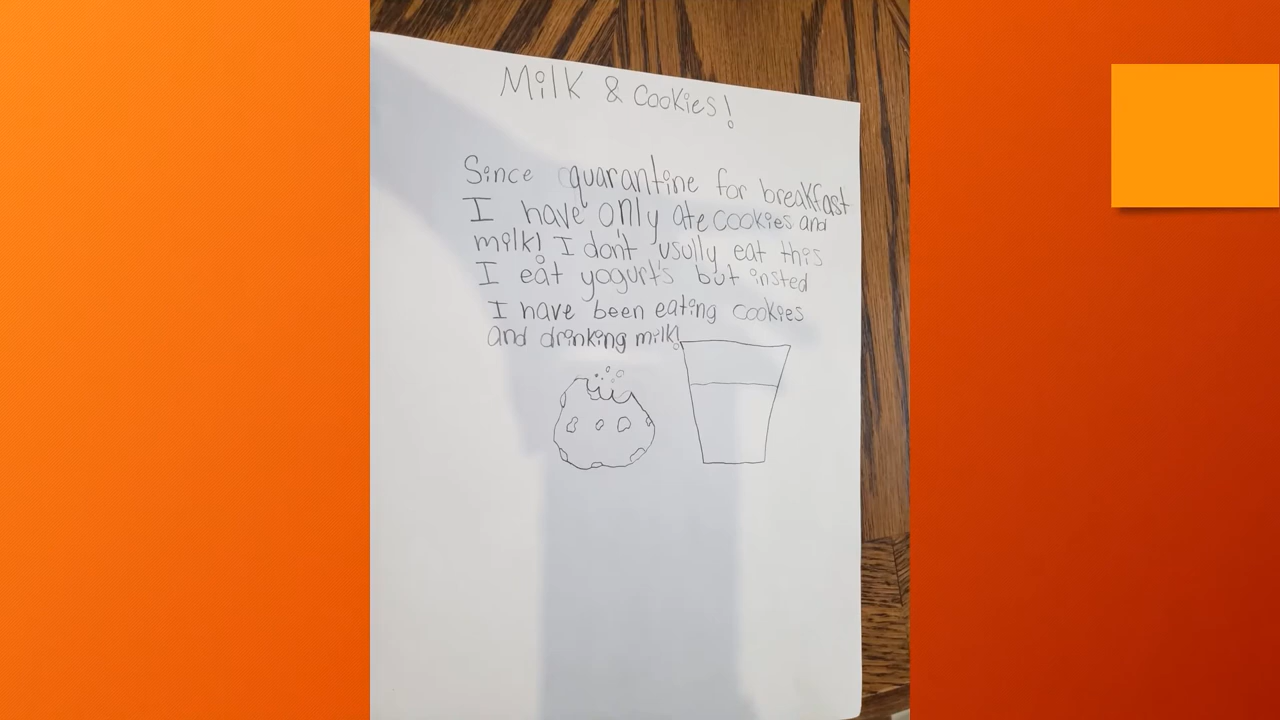 Milk & Cookies!
Since quarantine for breakfast
I have only ate cookies and
milk! I don't usully eat this
I eat yogurt's but insted
I have been eating cookies
and drinking milk!